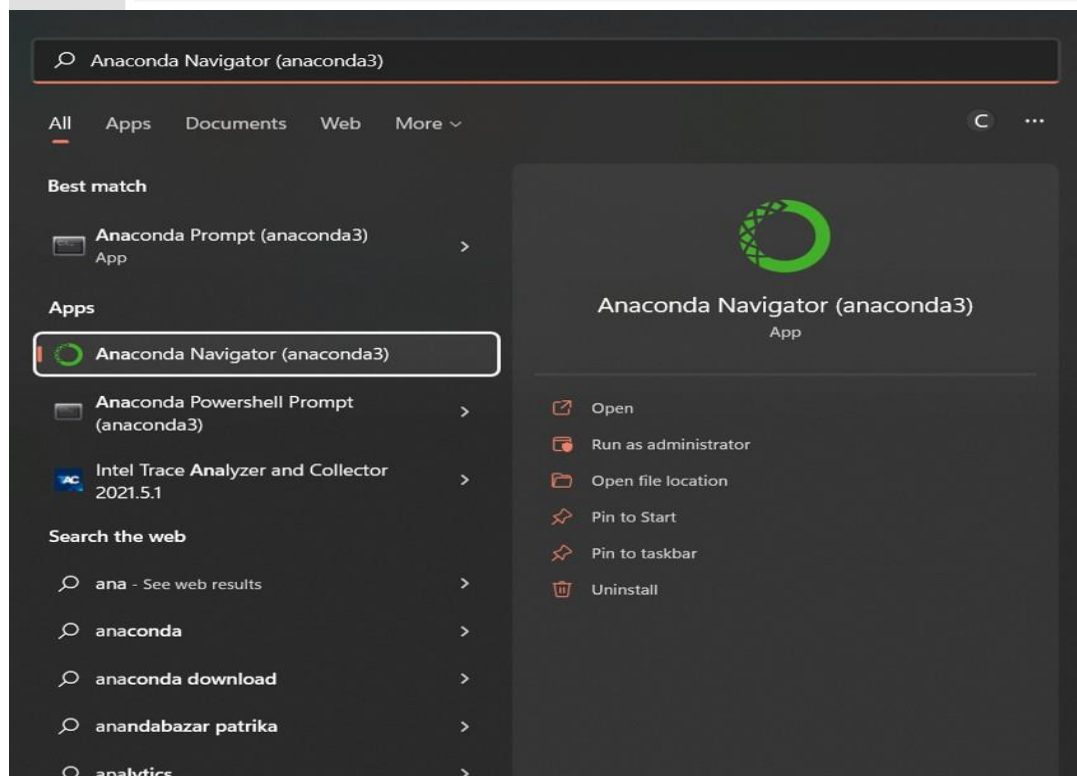 Anaconda Navigator (anaconda3)
All Apps Documents Web More
C ...
Best match
Anaconda Prompt (anaconda3)
App
Apps
Anaconda Navigator (anaconda3)
Anaconda Powershell Prompt
(anaconda3)
TAC
Intel Trace Analyzer and Collector
2021.5.1
Search the web
ana - See web results
anaconda
anaconda download
anandabazar patrika
analytics
Anaconda Navigator (anaconda3)
App
Open
Run as administrator
Open file location
Pin to Start
Pin to taskbar
Uninstall